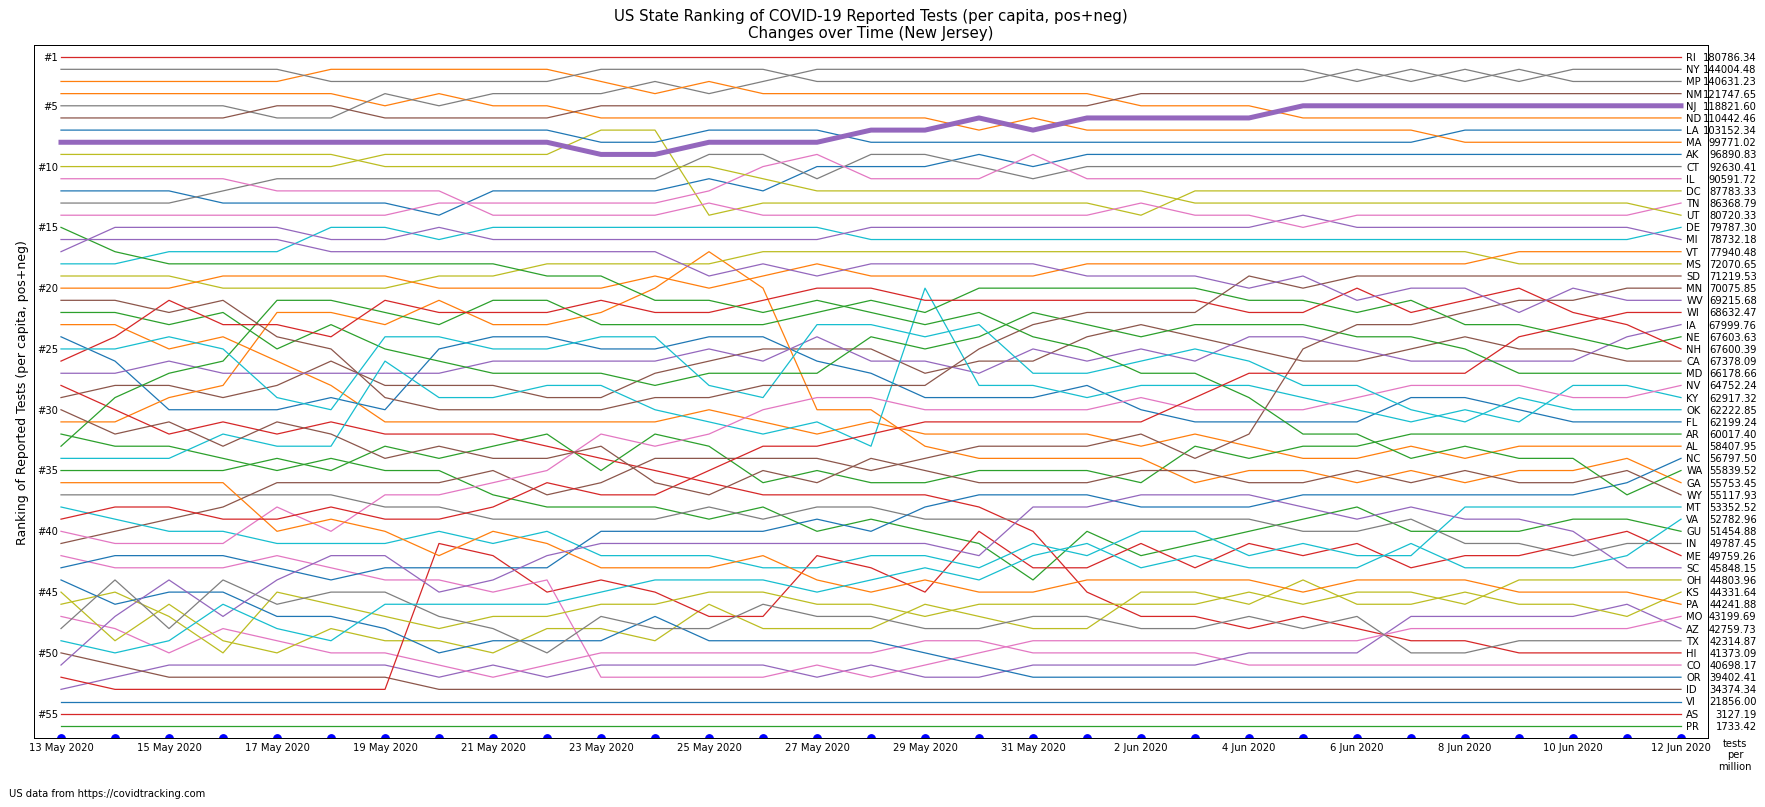 US State Ranking of COVID-19 Reported Tests (per capita, pos+neg)
Changes over Time (New Jersey)
Ranking of Reported Tests (per capita, pos+neg)
#1
#5
#10
#15
#20
#25
#30
#35
#40
#45
#50
#55
RI 180786.34
NY 144004.48
MP 140631.23
NM 121747.65
NJ 118821.60
ND 110442.46
LA 103152.34
MA 99771.02
AK 96890.83
CT 92630.41
IL 90591.72
DC 87783.33
TN 86368.79
UT 80720.33
DE 79787.30
MI 78732.18
VT 77940.48
MS 72070.65
SD 71219.53
MN 70075.85
WV 69215.68
WI 68632.47
IA 67999.76
NE 67603.63
NH 67600.39
CA 67378.09
MD 66178.66
NV 64752.24
KY 62917.32
OK 62222.85
FL 62199.24
AR 60017.40
AL 58407.95
NC 56797.50
WA 55839.52
GA 55753.45
WY 55117.93
MT 53352.52
VA 52782.96
GU 51454.88
IN 49787.45
ME 49759.26
SC 45848.15
OH 44803.96
KS 44331.64
PA 44241.88
MO 43199.69
AZ 42759.73
TX 42314.87
HI 41373.09
CO 40698.17
OR 39402.41
ID 34374.34
VI 21856.00
AS 3127.19
PR 1733.42
13 May 2020 15 May 2020 17 May 2020 19 May 2020 21 May 2020 23 May 2020 25 May 2020 27 May 2020 29 May 2020 31 May 2020 2 Jun 2020 4 Jun 2020 6 Jun 2020 8 Jun 2020 10 Jun 2020 12 Jun 2020
tests
per
million
US data from https://covidtracking.com